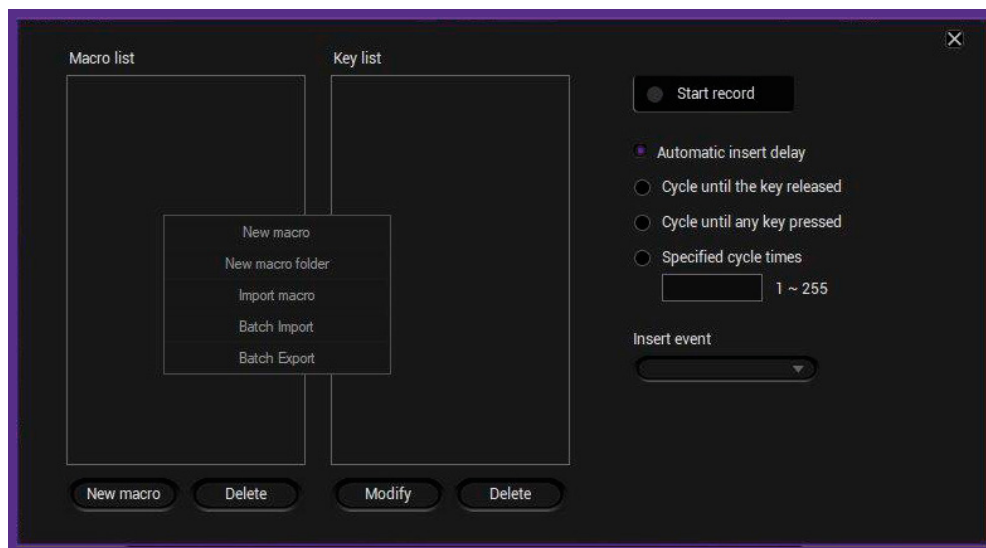 Macro list
Key list
Start record
Automatic insert delay
Cycle until the key released
Cycle until any key pressed
Specified cycle times
1 ~ 255
Insert event
New macro
New macro folder
Import macro
Batch Import
Batch Export
New macro
Delete
Modify
Delete